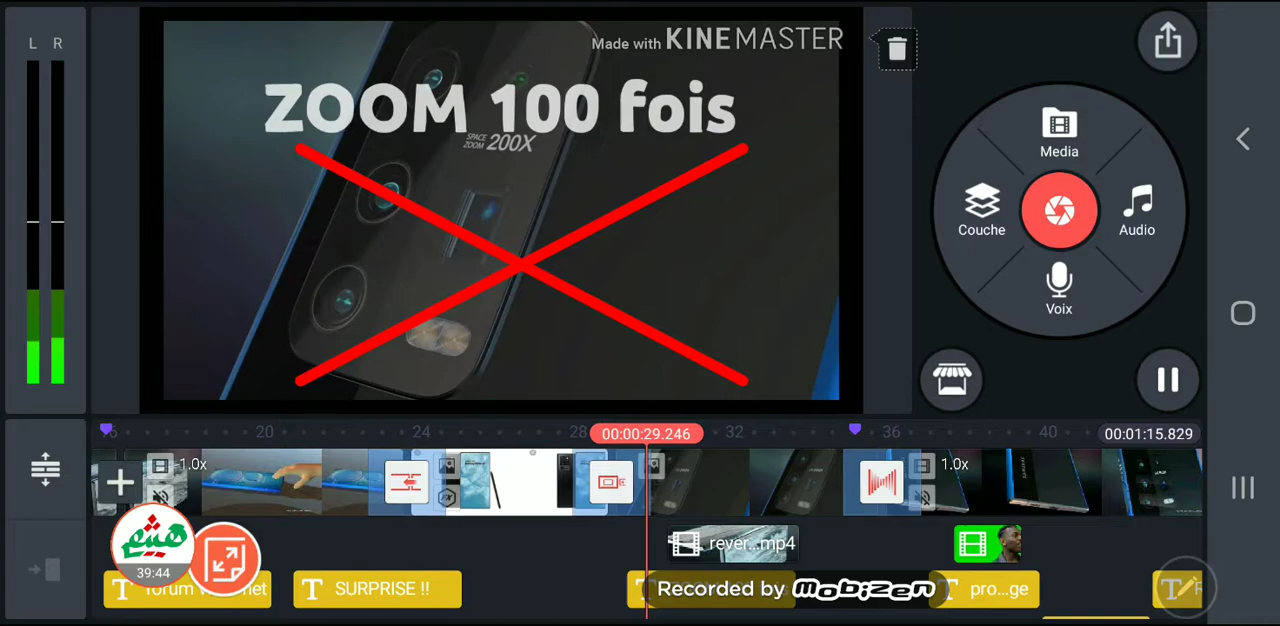 L R
Made with KINEMASTER
ZOOM 100 fois
SPACE ZOOM 200X
Media
Couche
Audio
Voix
20
24
28
00:00:29.246
32
36
40
00:01:15.829
-1.0x
1.0x
39:44
rever...mp4
forum
T SURPRISE !!
Recorded by mobizen
pro...ge